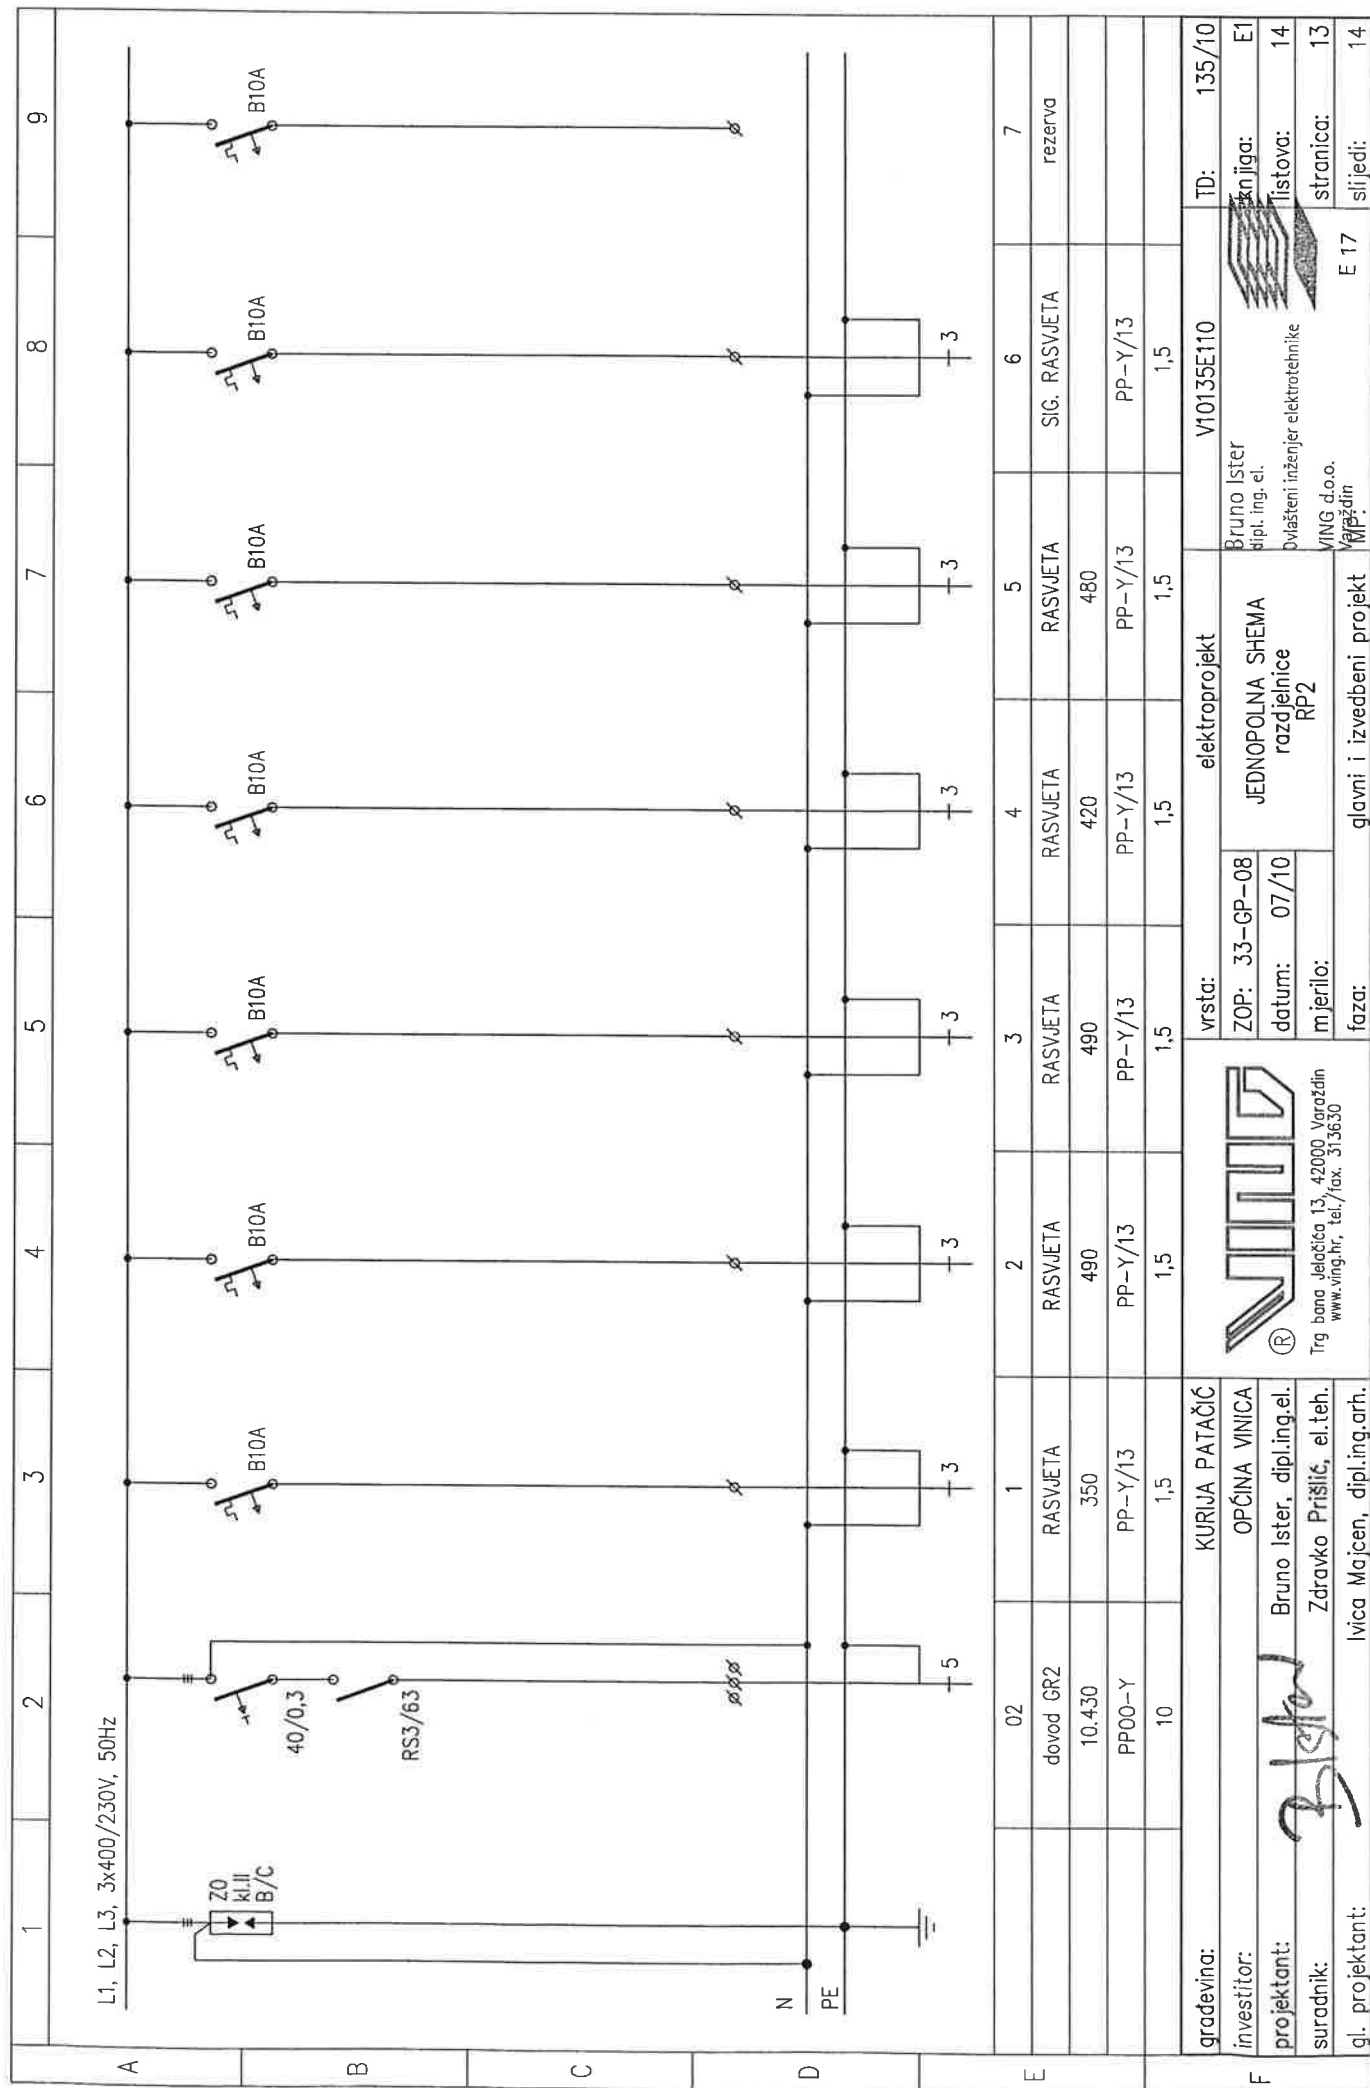 1 2 3 4 5 6 7 8 9
A
B
C
D
E
F
L1, L2, L3, 3x400/230V, 50Hz
ZO
kl.II
B/C
40/0,3
RS3/63
B10A B10A B10A B10A B10A B10A B10A
N
PE
5 3 3 3 3 3 3
02 1 2 3 4 5 6 7
dovod GR2 RASVJETA RASVJETA RASVJETA RASVJETA RASVJETA SIG. RASVJETA rezerva
10.430 350 490 490 420 480
PP00-Y PP-Y/13 PP-Y/13 PP-Y/13 PP-Y/13 PP-Y/13 PP-Y/13
10 1,5 1,5 1,5 1,5 1,5 1,5
građevina: KURIJA PATAČIĆ
investitor: OPĆINA VINICA
projektant: Bruno Ister, dipl.ing.el.
suradnik: Zdravko Prišlić, el.teh.
gl. projektant: Ivica Majcen, dipl.ing.arh.
VING
®
Trg bana Jelačića 13, 42000 Varaždin
www.ving.hr, tel./fax. 313630
vrsta: elektroprojekt
ZOP: 33-GP-08
datum: 07/10
mjerilo:
faza: glavni i izvedbeni projekt
JEDNOPOLNA SHEMA
razdjelnice
RP2
V10135E110
Bruno Ister
dipl. ing. el.
Ovlašteni inženjer elektrotehnike
VING d.o.o.
Varaždin
MP:
E 17
TD: 135/10
knjiga: E1
listova: 14
stranica: 13
slijedi: 14